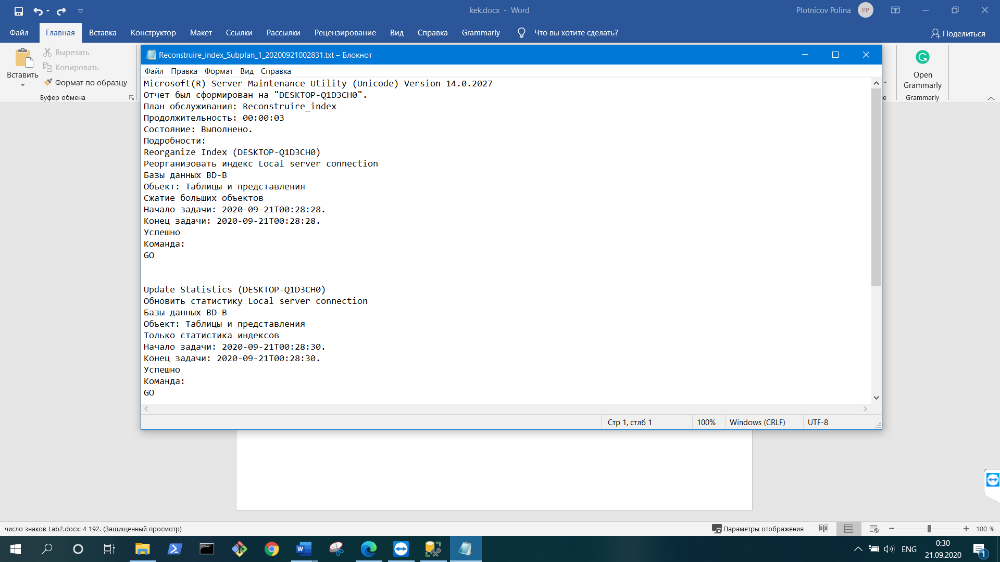 kek.docx - Word
Plotnicov Polina
PP
Файл
Главная
Вставка
Конструктор
Макет
Ссылки
Рассылки
Рецензирование
Вид
Справка
Grammarly
Что вы хотите сделать?
Поделиться
Вставить
Вырезать
Копировать
Формат по образцу
Буфер обмена
Open
Grammarly
Grammarly
е
Reconstruire_index_Subplan_1_20200921002831.txt – Блокнот
Файл Правка Формат Вид Справка
Microsoft(R) Server Maintenance Utility (Unicode) Version 14.0.2027
Отчет был сформирован на "DESKTOP-Q1D3CH0".
План обслуживания: Reconstruire_index
Продолжительность: 00:00:03
Состояние: Выполнено.
Подробности:
Reorganize Index (DESKTOP-Q1D3CH0)
Реорганизовать индекс Local server connection
Базы данных BD-B
Объект: Таблицы и представления
Сжатие больших объектов
Начало задачи: 2020-09-21T00:28:28.
Конец задачи: 2020-09-21T00:28:28.
Успешно
Команда:
GO
Update Statistics (DESKTOP-Q1D3CH0)
Обновить статистику Local server connection
Базы данных BD-B
Объект: Таблицы и представления
Только статистика индексов
Начало задачи: 2020-09-21T00:28:30.
Конец задачи: 2020-09-21T00:28:30.
Успешно
Команда:
GO
Стр 1, стлб 1
100%
Windows (CRLF)
UTF-8
число знаков Lab2.docx: 4 192. (Защищенный просмотр)
Параметры отображения
100 %
ENG
0:30
21.09.2020
1